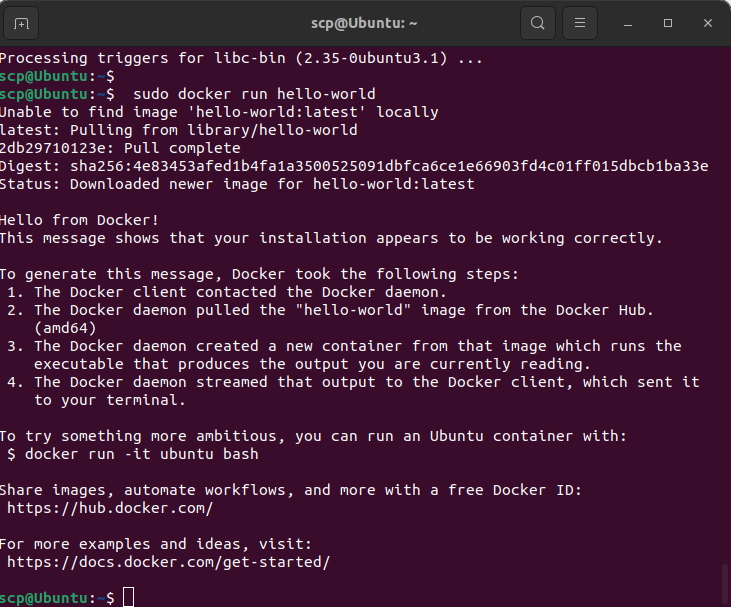 scp@Ubuntu: ~
Processing triggers for libc-bin (2.35-0ubuntu3.1) ...
scp@Ubuntu:~$
scp@Ubuntu:~$  sudo docker run hello-world
Unable to find image 'hello-world:latest' locally
latest: Pulling from library/hello-world
2db29710123e: Pull complete
Digest: sha256:4e83453afed1b4fa1a3500525091dbfca6ce1e66903fd4c01ff015dbcb1ba33e
Status: Downloaded newer image for hello-world:latest

Hello from Docker!
This message shows that your installation appears to be working correctly.

To generate this message, Docker took the following steps:
 1. The Docker client contacted the Docker daemon.
 2. The Docker daemon pulled the "hello-world" image from the Docker Hub.
    (amd64)
 3. The Docker daemon created a new container from that image which runs the
    executable that produces the output you are currently reading.
 4. The Docker daemon streamed that output to the Docker client, which sent it
    to your terminal.

To try something more ambitious, you can run an Ubuntu container with:
 $ docker run -it ubuntu bash

Share images, automate workflows, and more with a free Docker ID:
 https://hub.docker.com/

For more examples and ideas, visit:
 https://docs.docker.com/get-started/

scp@Ubuntu:~$